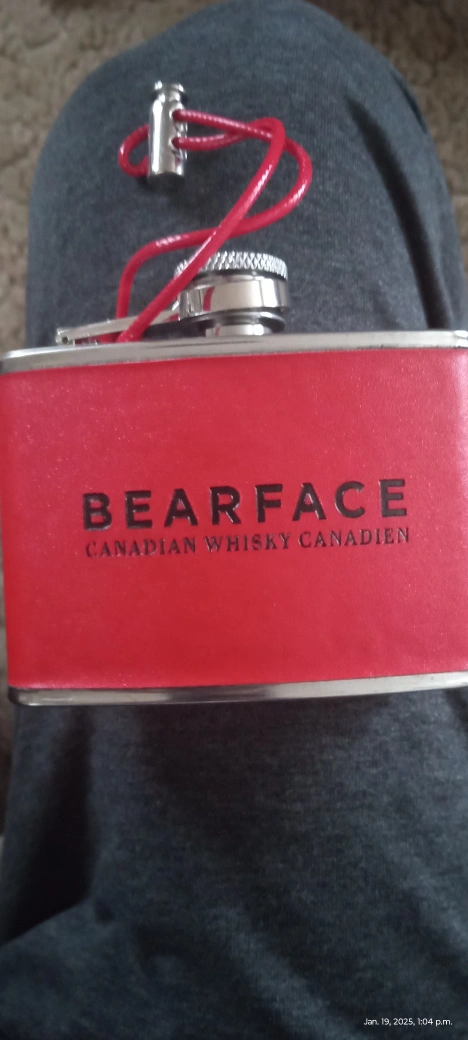 BEARFACE
CANADIAN WHISKY CANADIEN
Jan. 19, 2025, 1:04 p.m.